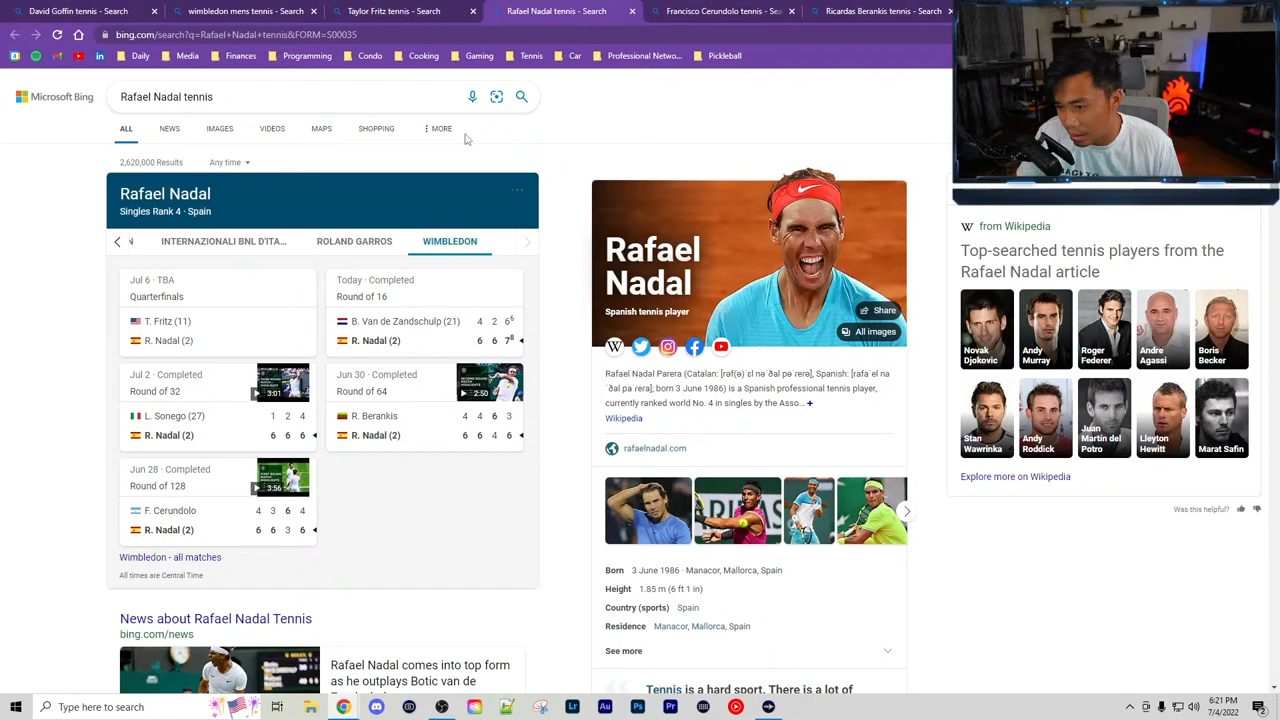 David Goffin tennis - Search
Taylor Fritz tennis - Search
Rafael Nadal tennis - Search
Francisco Cerundolo tennis - Sea
Ricardas Berankis tennis - Sear
bing.com/search?q=Rafael+Nadal+tennis&FORM=S00035
Daily
Media
Finances
Programming
Condo
Gaming
Tennis
Car
Professional Netwo...
Pickleball
Microsoft Bing
Rafael Nadal tennis
ALL NEWS IMAGES VIDEOS MAPS SHOPPING MORE
2,620,000 Results Any time
Rafael Nadal
Singles Rank 4 · Spain
N INTERNAZIONALI BNL D'ITA... ROLAND GARROS WIMBLEDON
Jul 6 · TBA
Quarterfinals
T. Fritz (11)
R. Nadal (2)
Today · Completed
Round of 16
B. Van de Zandschulp (21) 4 2 6⁶
R. Nadal (2) 6 6 7⁸
Jul 2 · Completed
Round of 32
3:01
L. Sonego (27) 1 2 4
R. Nadal (2) 6 6 6
Jun 30 · Completed
Round of 64
2:50
R. Berankis 4 4 6 3
R. Nadal (2) 6 6 4 6
Jun 28 · Completed
Round of 128
3:56
F. Cerundolo 4 3 6 4
R. Nadal (2) 6 6 3 6
Wimbledon - all matches
All times are Central Time
News about Rafael Nadal Tennis
bing.com/news
Rafael Nadal comes into top form
as he outplays Botic van de
Rafael
Nadal
Spanish tennis player
Share
All images
Rafael Nadal Parera (Catalan: [rəf(ə)ˈɛl nəˈðal pəˈɾeɾə], Spanish: [rafaˈel na
ˈðal paˈɾeɾa]; born 3 June 1986) is a Spanish professional tennis player,
currently ranked world No. 4 in singles by the Asso... +
Wikipedia
rafaelnadal.com
Born 3 June 1986 · Manacor, Mallorca, Spain
Height 1.85 m (6 ft 1 in)
Country (sports) Spain
Residence Manacor, Mallorca, Spain
See more
Tennis is a hard sport. There is a lot of
from Wikipedia
Top-searched tennis players from the
Rafael Nadal article
Novak
Djokovic
Andy
Murray
Roger
Federer
Andre
Agassi
Boris
Becker
Stan
Wawrinka
Andy
Roddick
Juan
Martín del
Potro
Lleyton
Hewitt
Marat Safin
Explore more on Wikipedia
Was this helpful?
Type here to search
6:21 PM
7/4/2022